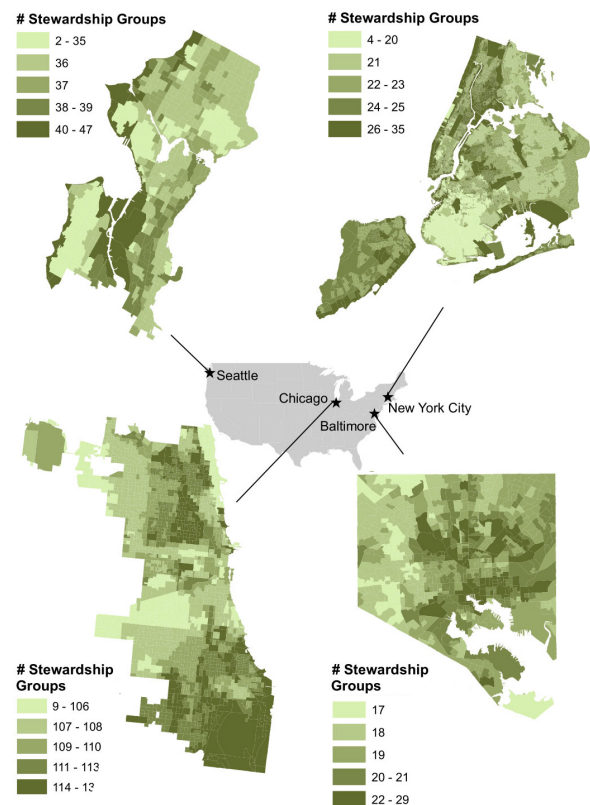 # Stewardship Groups
2 - 35
36
37
38 - 39
40 - 47
# Stewardship Groups
4 - 20
21
22 - 23
24 - 25
26 - 35
Seattle
Chicago
New York City
Baltimore
# Stewardship
Groups
9 - 106
107 - 108
109 - 110
111 - 113
114 - 13
# Stewardship
Groups
17
18
19
20 - 21
22 - 29